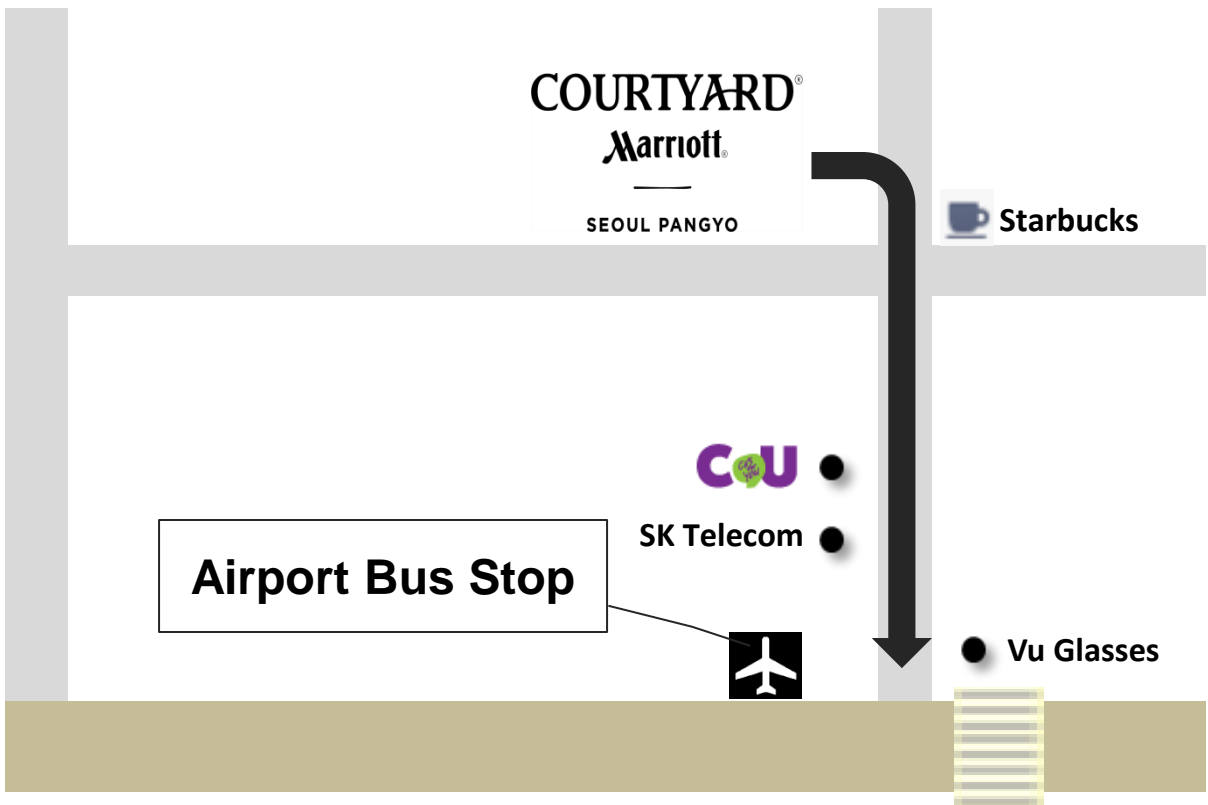 COURTYARD®
Marriott®
SEOUL PANGYO
Starbucks
CU
SK Telecom
Airport Bus Stop
Vu Glasses